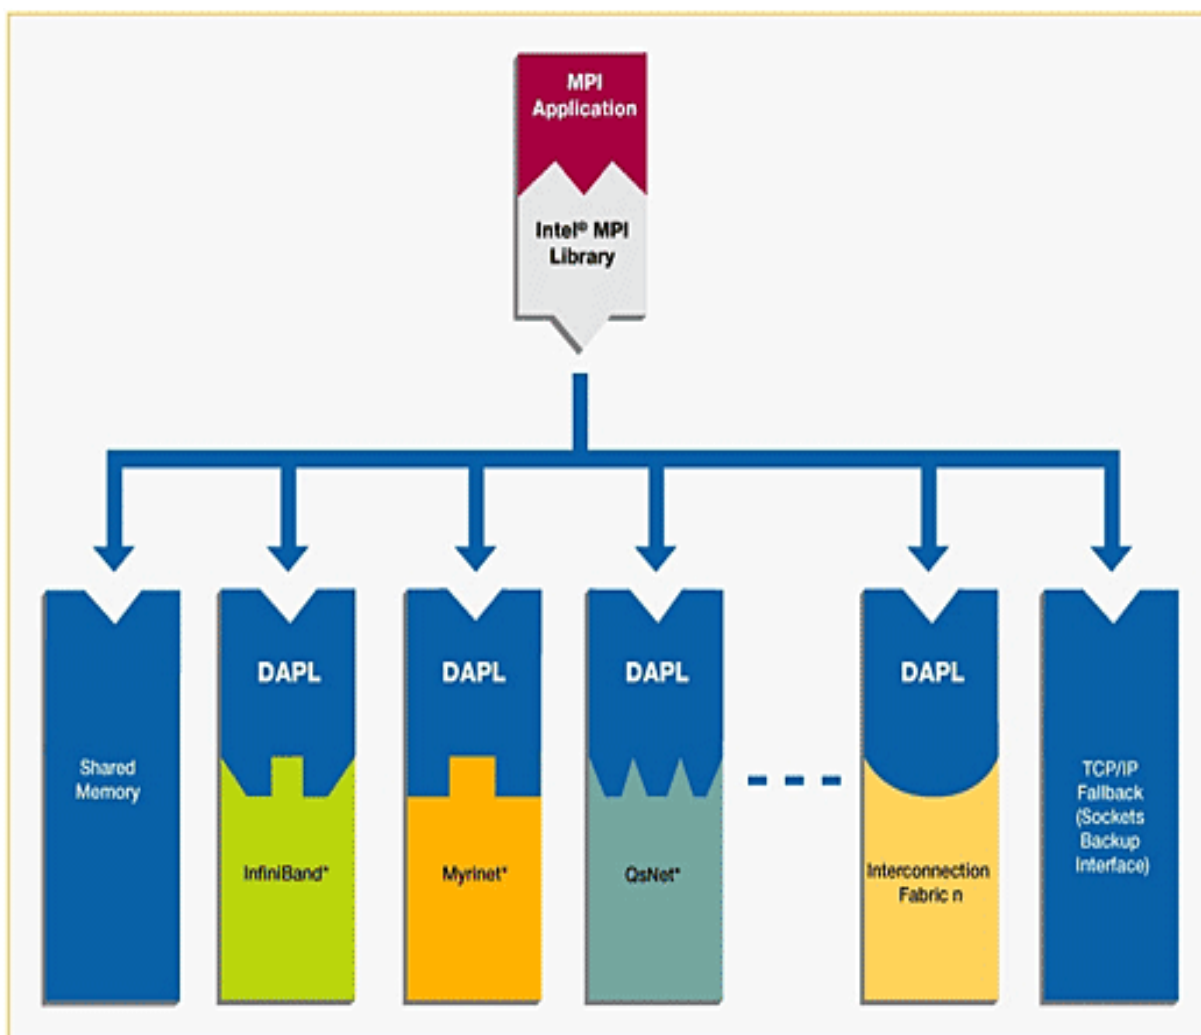 MPI
Application
Intel® MPI
Library
DAPL
DAPL
DAPL
DAPL
Shared
Memory
InfiniBand*
Myrinet*
QsNet*
Interconnection
Fabric n
TCP/IP
Fallback
(Sockets
Backup
Interface)